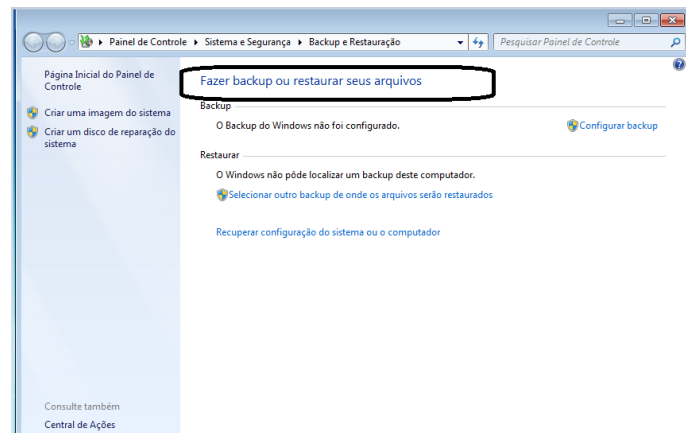 Painel de Controle Sistema e Segurança Backup e Restauração Pesquisar Painel de Controle
Página Inicial do Painel de
Controle
Criar uma imagem do sistema
Criar um disco de reparação do
sistema
Fazer backup ou restaurar seus arquivos
Backup
O Backup do Windows não foi configurado. Configurar backup
Restaurar
O Windows não pôde localizar um backup deste computador.
Selecionar outro backup de onde os arquivos serão restaurados
Recuperar configuração do sistema ou o computador
Consulte também
Central de Ações